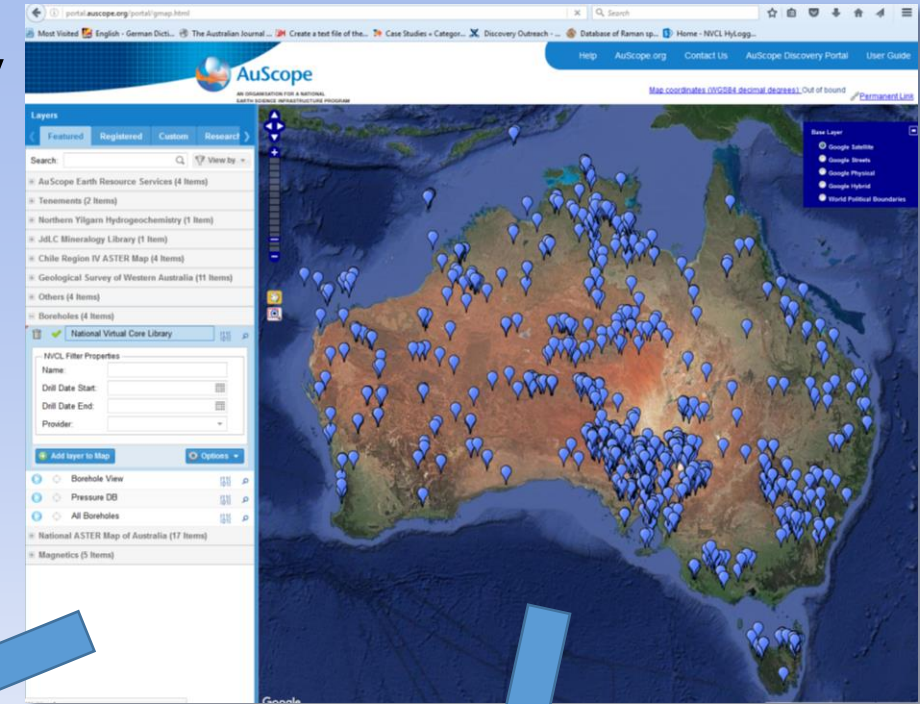 portal.auscope.org/portal/gmap.html
Search
Most Visited English - German Dicti... The Australian Journal ... Create a text file of the... Case Studies « Categor... Discovery Outreach - ... Database of Raman sp... Home - NVCL HyLogg...
AuScope
AN ORGANISATION FOR A NATIONAL
EARTH SCIENCE INFRASTRUCTURE PROGRAM
Help AuScope.org Contact Us AuScope Discovery Portal User Guide
Map coordinates (WGS84 decimal degrees): Out of bound Permanent Link
Layers
Featured Registered Custom Research
Search: View by
AuScope Earth Resource Services (4 Items)
Tenements (2 Items)
Northern Yilgarn Hydrogeochemistry (1 Item)
JdLC Mineralogy Library (1 Item)
Chile Region IV ASTER Map (4 Items)
Geological Survey of Western Australia (11 Items)
Others (4 Items)
Boreholes (4 Items)
National Virtual Core Library
NVCL Filter Properties
Name:
Drill Date Start:
Drill Date End:
Provider:
Add layer to Map Options
Borehole View
Pressure DB
All Boreholes
National ASTER Map of Australia (17 Items)
Magnetics (5 Items)
Base Layer
Google Satellite
Google Streets
Google Physical
Google Hybrid
World Political Boundaries
Google